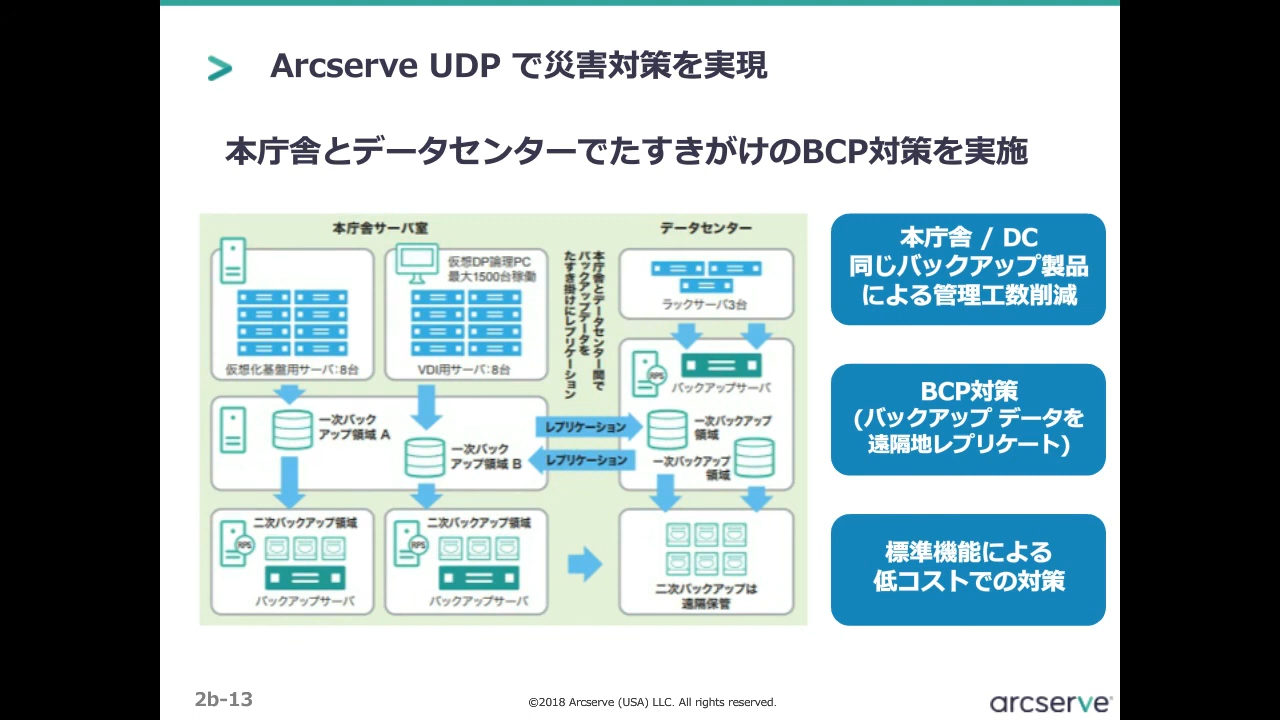 Arcserve UDP で災害対策を実現
本庁舎とデータセンターでたすきがけのBCP対策を実施
本庁舎サーバ室
仮想化基盤用サーバ:8台
仮想DP論理PC
最大1500台稼働
VDI用サーバ:8台
本庁舎とデータセンター間で
バックアップデータを
たすき掛けにレプリケーション
データセンター
ラックサーバ3台
RPS
バックアップサーバ
一次バック
アップ領域 A
一次バック
アップ領域 B
レプリケーション
レプリケーション
一次バックアップ
領域
一次バックアップ
領域
二次バックアップ領域
RPS
バックアップサーバ
二次バックアップ領域
RPS
バックアップサーバ
二次バックアップは
遠隔保管
本庁舎 / DC
同じバックアップ製品
による管理工数削減
BCP対策
(バックアップ データを
遠隔地レプリケート)
標準機能による
低コストでの対策
2b-13
©2018 Arcserve (USA) LLC. All rights reserved.
arcserve